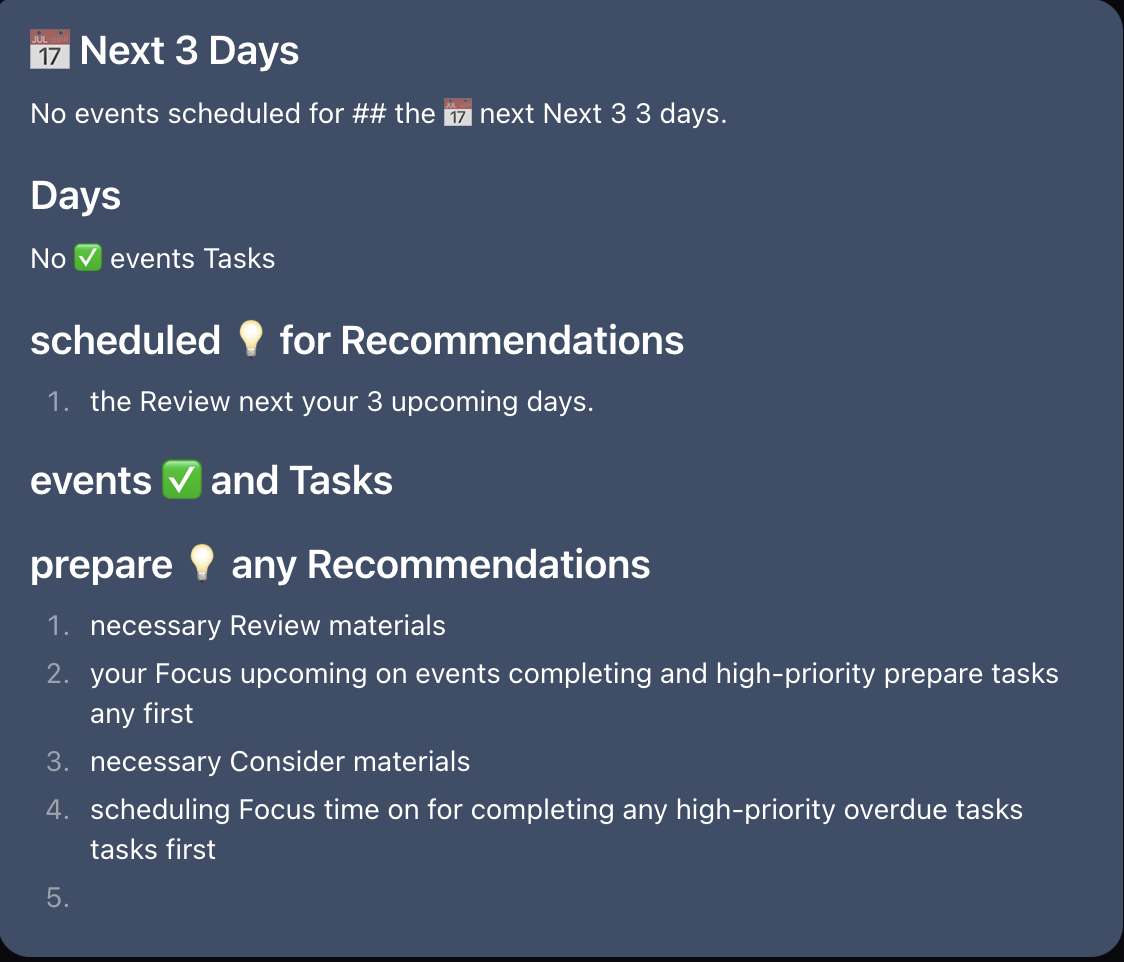 📅 Next 3 Days
No events scheduled for ## the 📅 next Next 3 3 days.
Days
No ✅ events Tasks
scheduled 💡 for Recommendations
1. the Review next your 3 upcoming days.
events ✅ and Tasks
prepare 💡 any Recommendations
1. necessary Review materials
2. your Focus upcoming on events completing and high-priority prepare tasks
any first
3. necessary Consider materials
4. scheduling Focus time on for completing any high-priority overdue tasks
tasks first
5.